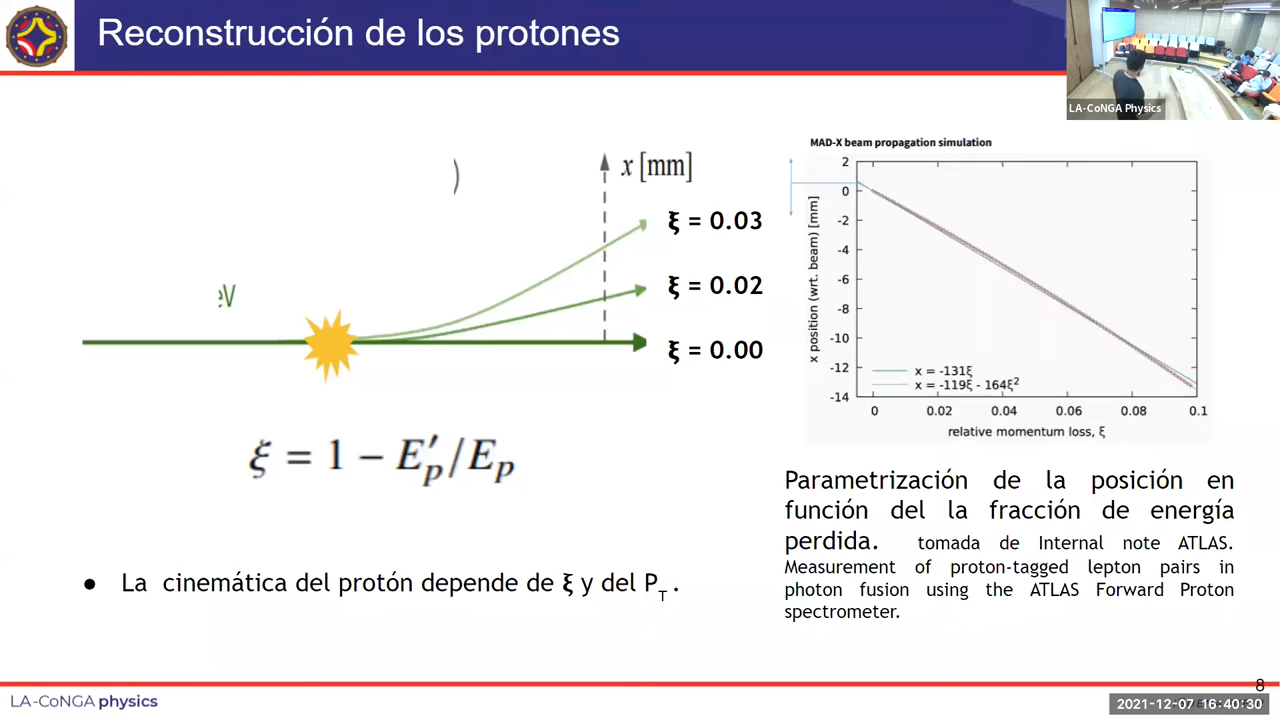 Reconstrucción de los protones
LA-CoNGA Physics
)
x [mm]
ξ = 0.03
ξ = 0.02
eV
ξ = 0.00
ξ = 1 − E′p/Ep
● La cinemática del protón depende de ξ y del PT.
MAD-X beam propagation simulation
x position (wrt. beam) [mm]
2
0
-2
-4
-6
-8
-10
-12
-14
x = -131ξ
x = -119ξ - 164ξ²
0 0.02 0.04 0.06 0.08 0.1
relative momentum loss, ξ
Parametrización de la posición en
función del la fracción de energía
perdida. tomada de Internal note ATLAS.
Measurement of proton-tagged lepton pairs in
photon fusion using the ATLAS Forward Proton
spectrometer.
8
LA-CoNGA physics
2021-12-07 16:40:30